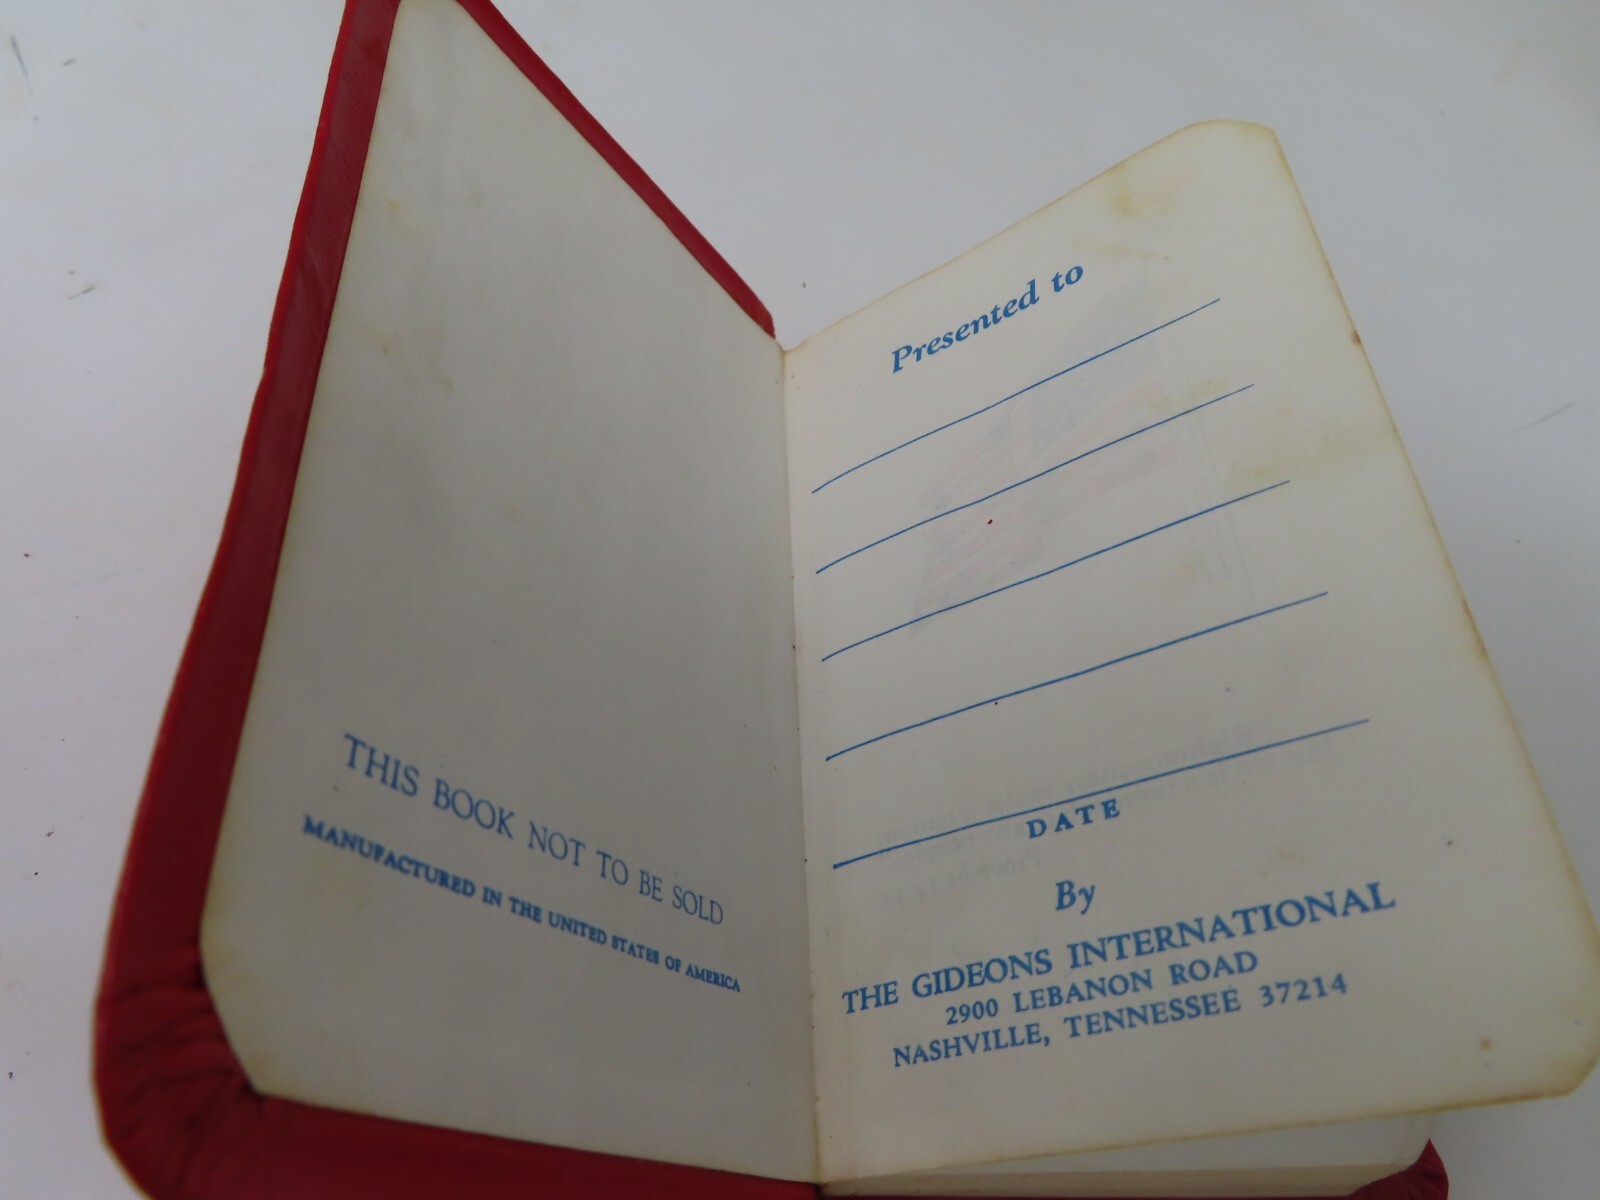 THIS BOOK NOT TO BE SOLD
MANUFACTURED IN THE UNITED STATES OF AMERICA
Presented to
DATE
By
THE GIDEONS INTERNATIONAL
2900 LEBANON ROAD
NASHVILLE, TENNESSEE 37214